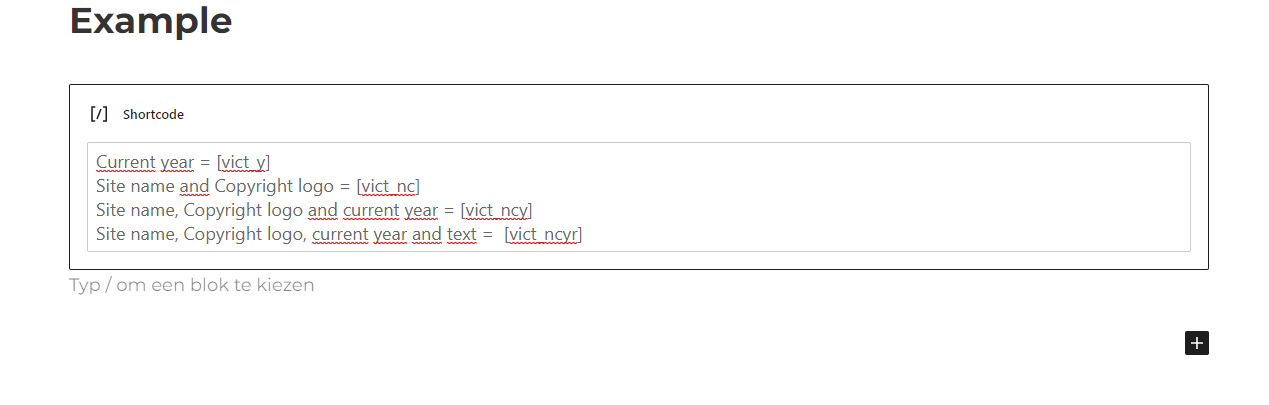 Example
[/] Shortcode
Current year = [vict_y]
Site name and Copyright logo = [vict_nc]
Site name, Copyright logo and current year = [vict_ncy]
Site name, Copyright logo, current year and text =  [vict_ncyr]
Typ / om een blok te kiezen